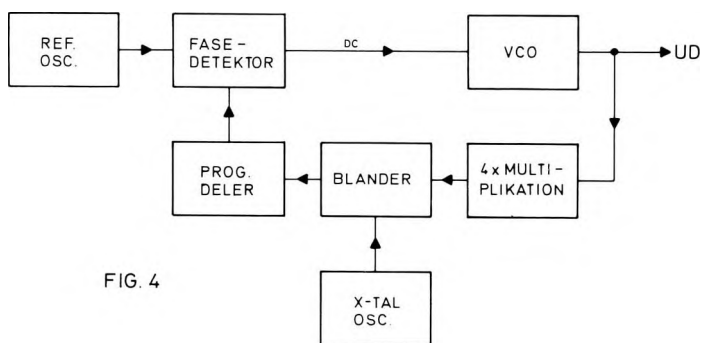 REF.
OSC.
FASE-
DETEKTOR
DC
VCO
UD
PROG.
DELER
BLANDER
4 x MULTI-
PLIKATION
FIG. 4
X-TAL
OSC.